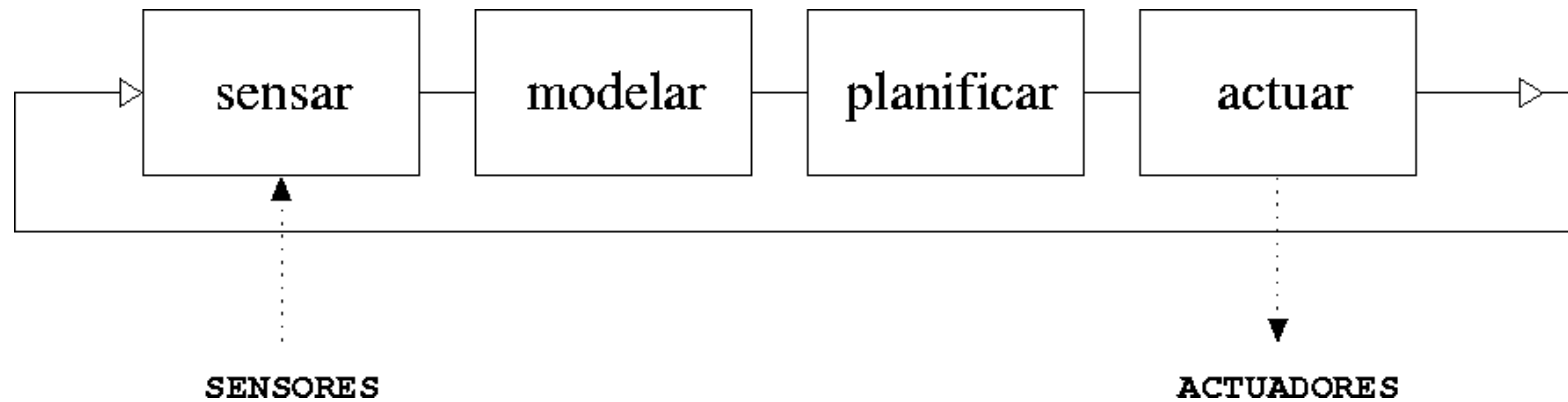 sensar modelar planificar actuar
SENSORES ACTUADORES